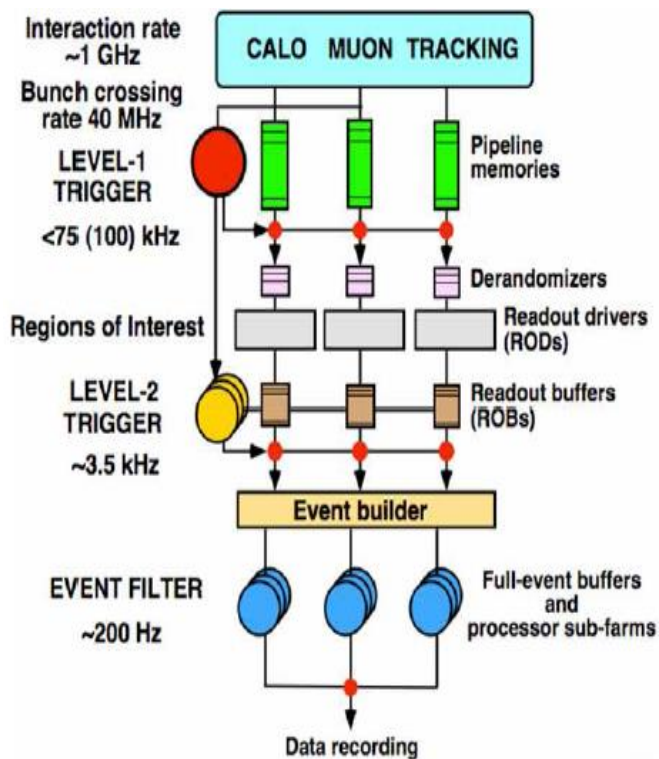 Interaction rate
~1 GHz
CALO MUON TRACKING
Bunch crossing
rate 40 MHz
LEVEL-1
TRIGGER
Pipeline
memories
<75 (100) kHz
Derandomizers
Regions of Interest
Readout drivers
(RODs)
LEVEL-2
TRIGGER
Readout buffers
(ROBs)
~3.5 kHz
Event builder
EVENT FILTER
~200 Hz
Full-event buffers
and
processor sub-farms
Data recording